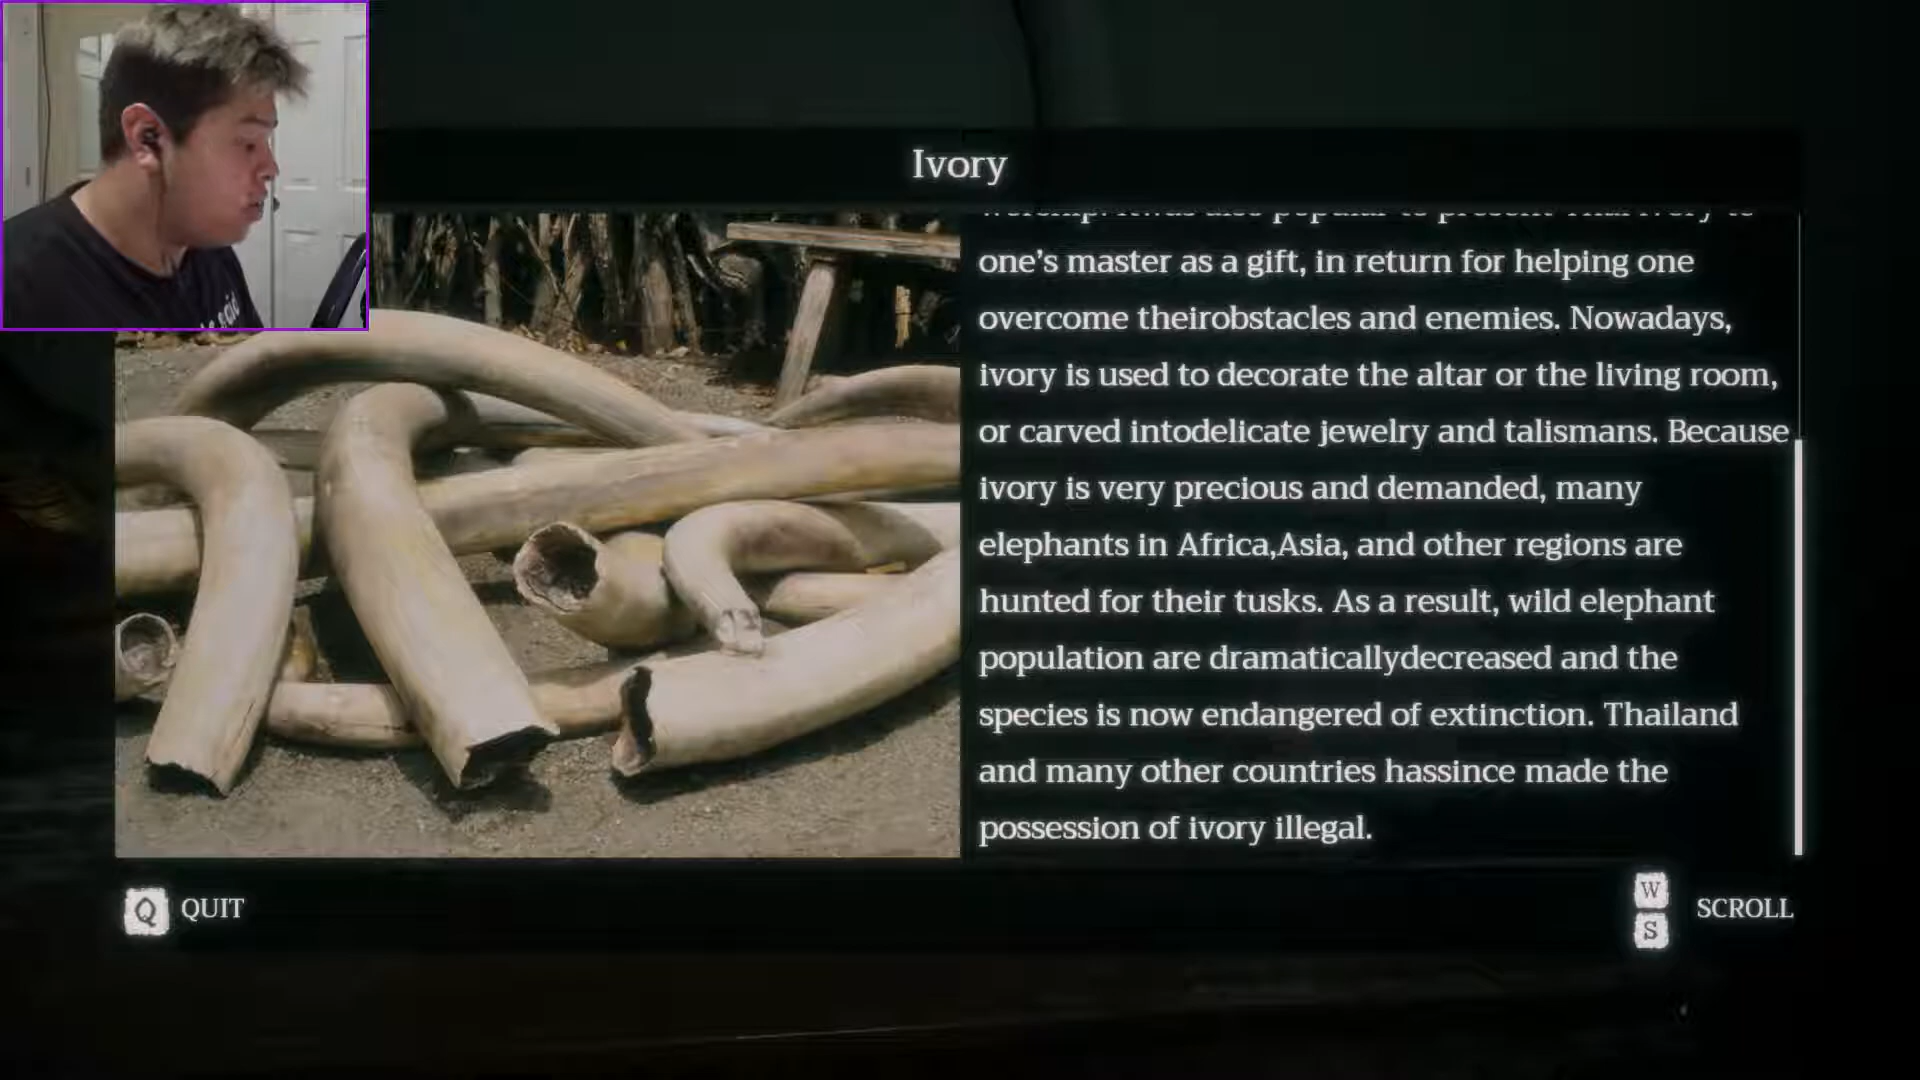 Ivory
one's master as a gift, in return for helping one
overcome theirobstacles and enemies. Nowadays,
ivory is used to decorate the altar or the living room,
or carved intodelicate jewelry and talismans. Because
ivory is very precious and demanded, many
elephants in Africa,Asia, and other regions are
hunted for their tusks. As a result, wild elephant
population are dramaticallydecreased and the
species is now endangered of extinction. Thailand
and many other countries hassince made the
possession of ivory illegal.
Q QUIT
W
S
SCROLL